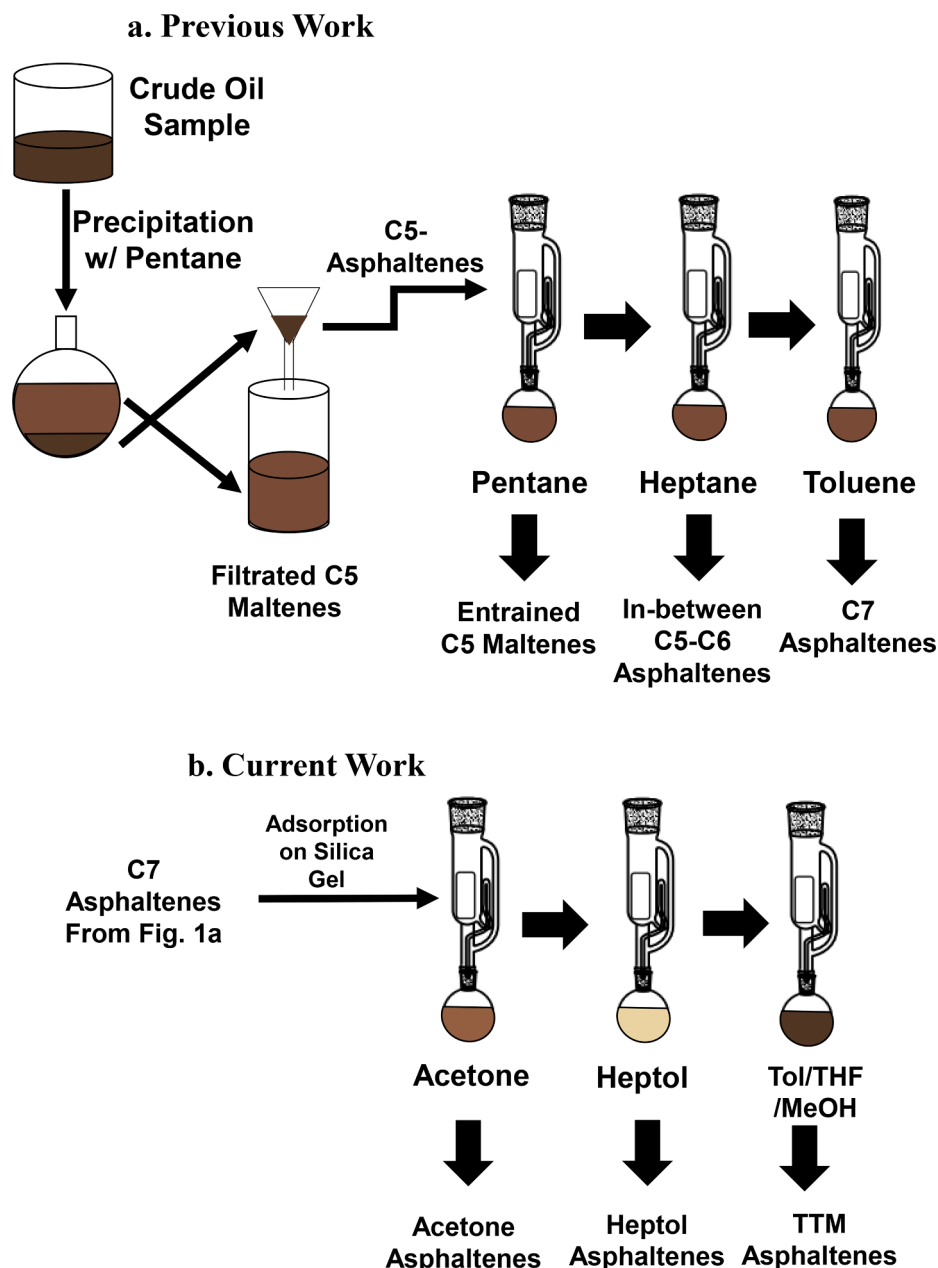 a. Previous Work
Crude Oil
Sample
Precipitation
w/ Pentane
C5-
Asphaltenes
Filtrated C5
Maltenes
Pentane
Heptane
Toluene
Entrained
C5 Maltenes
In-between
C5-C6
Asphaltenes
C7
Asphaltenes
b. Current Work
C7
Asphaltenes
From Fig. 1a
Adsorption
on Silica
Gel
Acetone
Heptol
Tol/THF
/MeOH
Acetone
Asphaltenes
Heptol
Asphaltenes
TTM
Asphaltenes